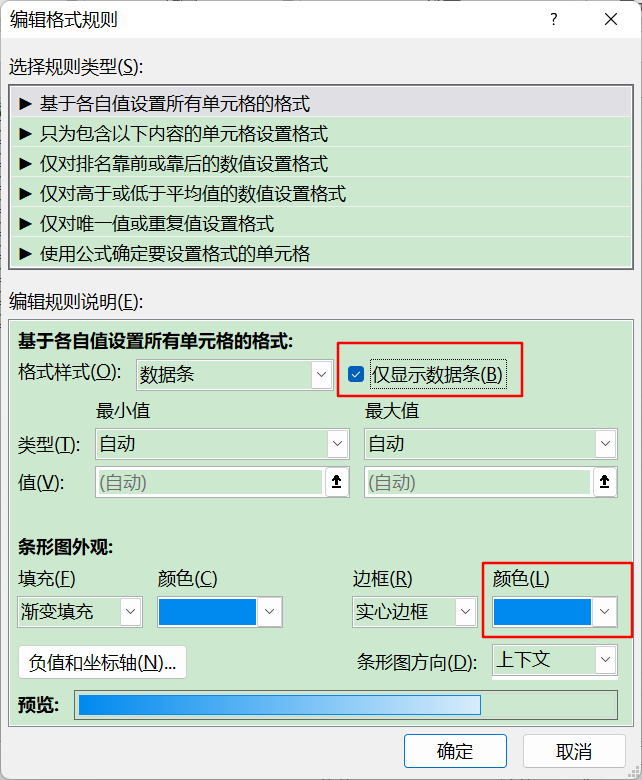 编辑格式规则 ?
选择规则类型(S):
► 基于各自值设置所有单元格的格式
► 只为包含以下内容的单元格设置格式
► 仅对排名靠前或靠后的数值设置格式
► 仅对高于或低于平均值的数值设置格式
► 仅对唯一值或重复值设置格式
► 使用公式确定要设置格式的单元格
编辑规则说明(E):
基于各自值设置所有单元格的格式:
格式样式(O): 数据条 仅显示数据条(B)
最小值 最大值
类型(T): 自动 自动
值(V): (自动) (自动)
条形图外观:
填充(F) 颜色(C) 边框(R) 颜色(L)
渐变填充 实心边框
负值和坐标轴(N)... 条形图方向(D): 上下文
预览:
确定 取消